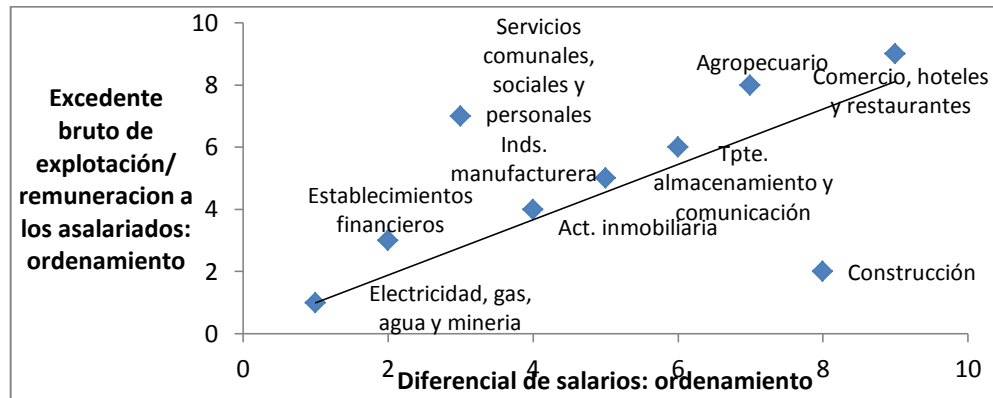 Excedente
bruto de
explotación/
remuneracion a
los asalariados:
ordenamiento
10
8
6
4
2
0
Servicios
comunales,
sociales y
personales
Inds.
manufacturera
Agropecuario
Comercio, hoteles
y restaurantes
Tpte.
almacenamiento y
comunicación
Establecimientos
financieros
Act. inmobiliaria
Construcción
Electricidad, gas,
agua y mineria
0 2 4 6 8 10
Diferencial de salarios: ordenamiento